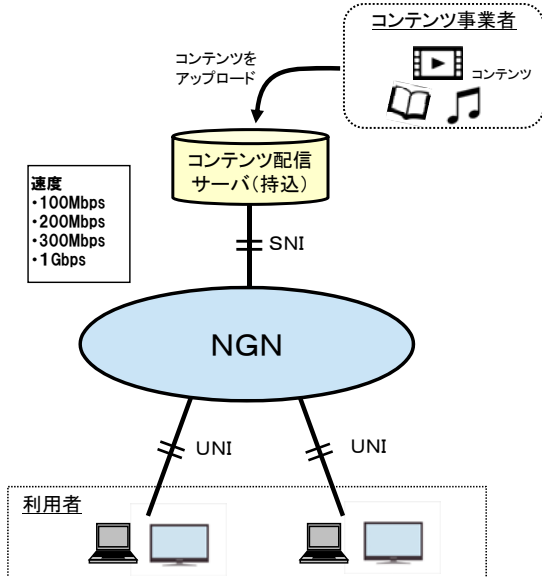 コンテンツ事業者
コンテンツ
コンテンツを
アップロード
コンテンツ配信
サーバ（持込）
速度
・100Mbps
・200Mbps
・300Mbps
・1Gbps
SNI
NGN
UNI
UNI
利用者